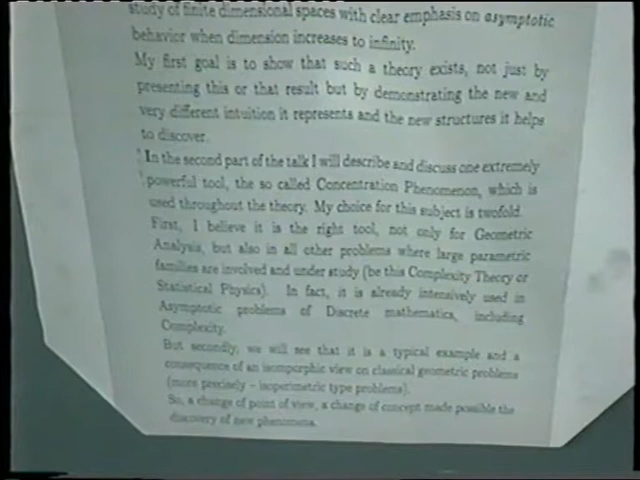 study of finite dimensional spaces with clear emphasis on asymptotic
behavior when dimension increases to infinity.
My first goal is to show that such a theory exists, not just by
presenting this or that result but by demonstrating the new and
very different intuition it represents and the new structures it helps
to discover.
In the second part of the talk I will describe and discuss one extremely
powerful tool, the so called Concentration Phenomenon, which is
used throughout the theory. My choice for this subject is twofold.
First, I believe it is the right tool, not only for Geometric
Analysis, but also in all other problems where large parametric
families are involved and under study (be this Complexity Theory or
Statistical Physics). In fact, it is already intensively used in
Asymptotic problems of Discrete mathematics, including
Complexity.
But secondly, we will see that it is a typical example and a
consequence of an isomporphic view on classical geometric problems
(more precisely – isoperimetric type problems).
So, a change of point of view, a change of concept made possible the
discovery of new phenomena.